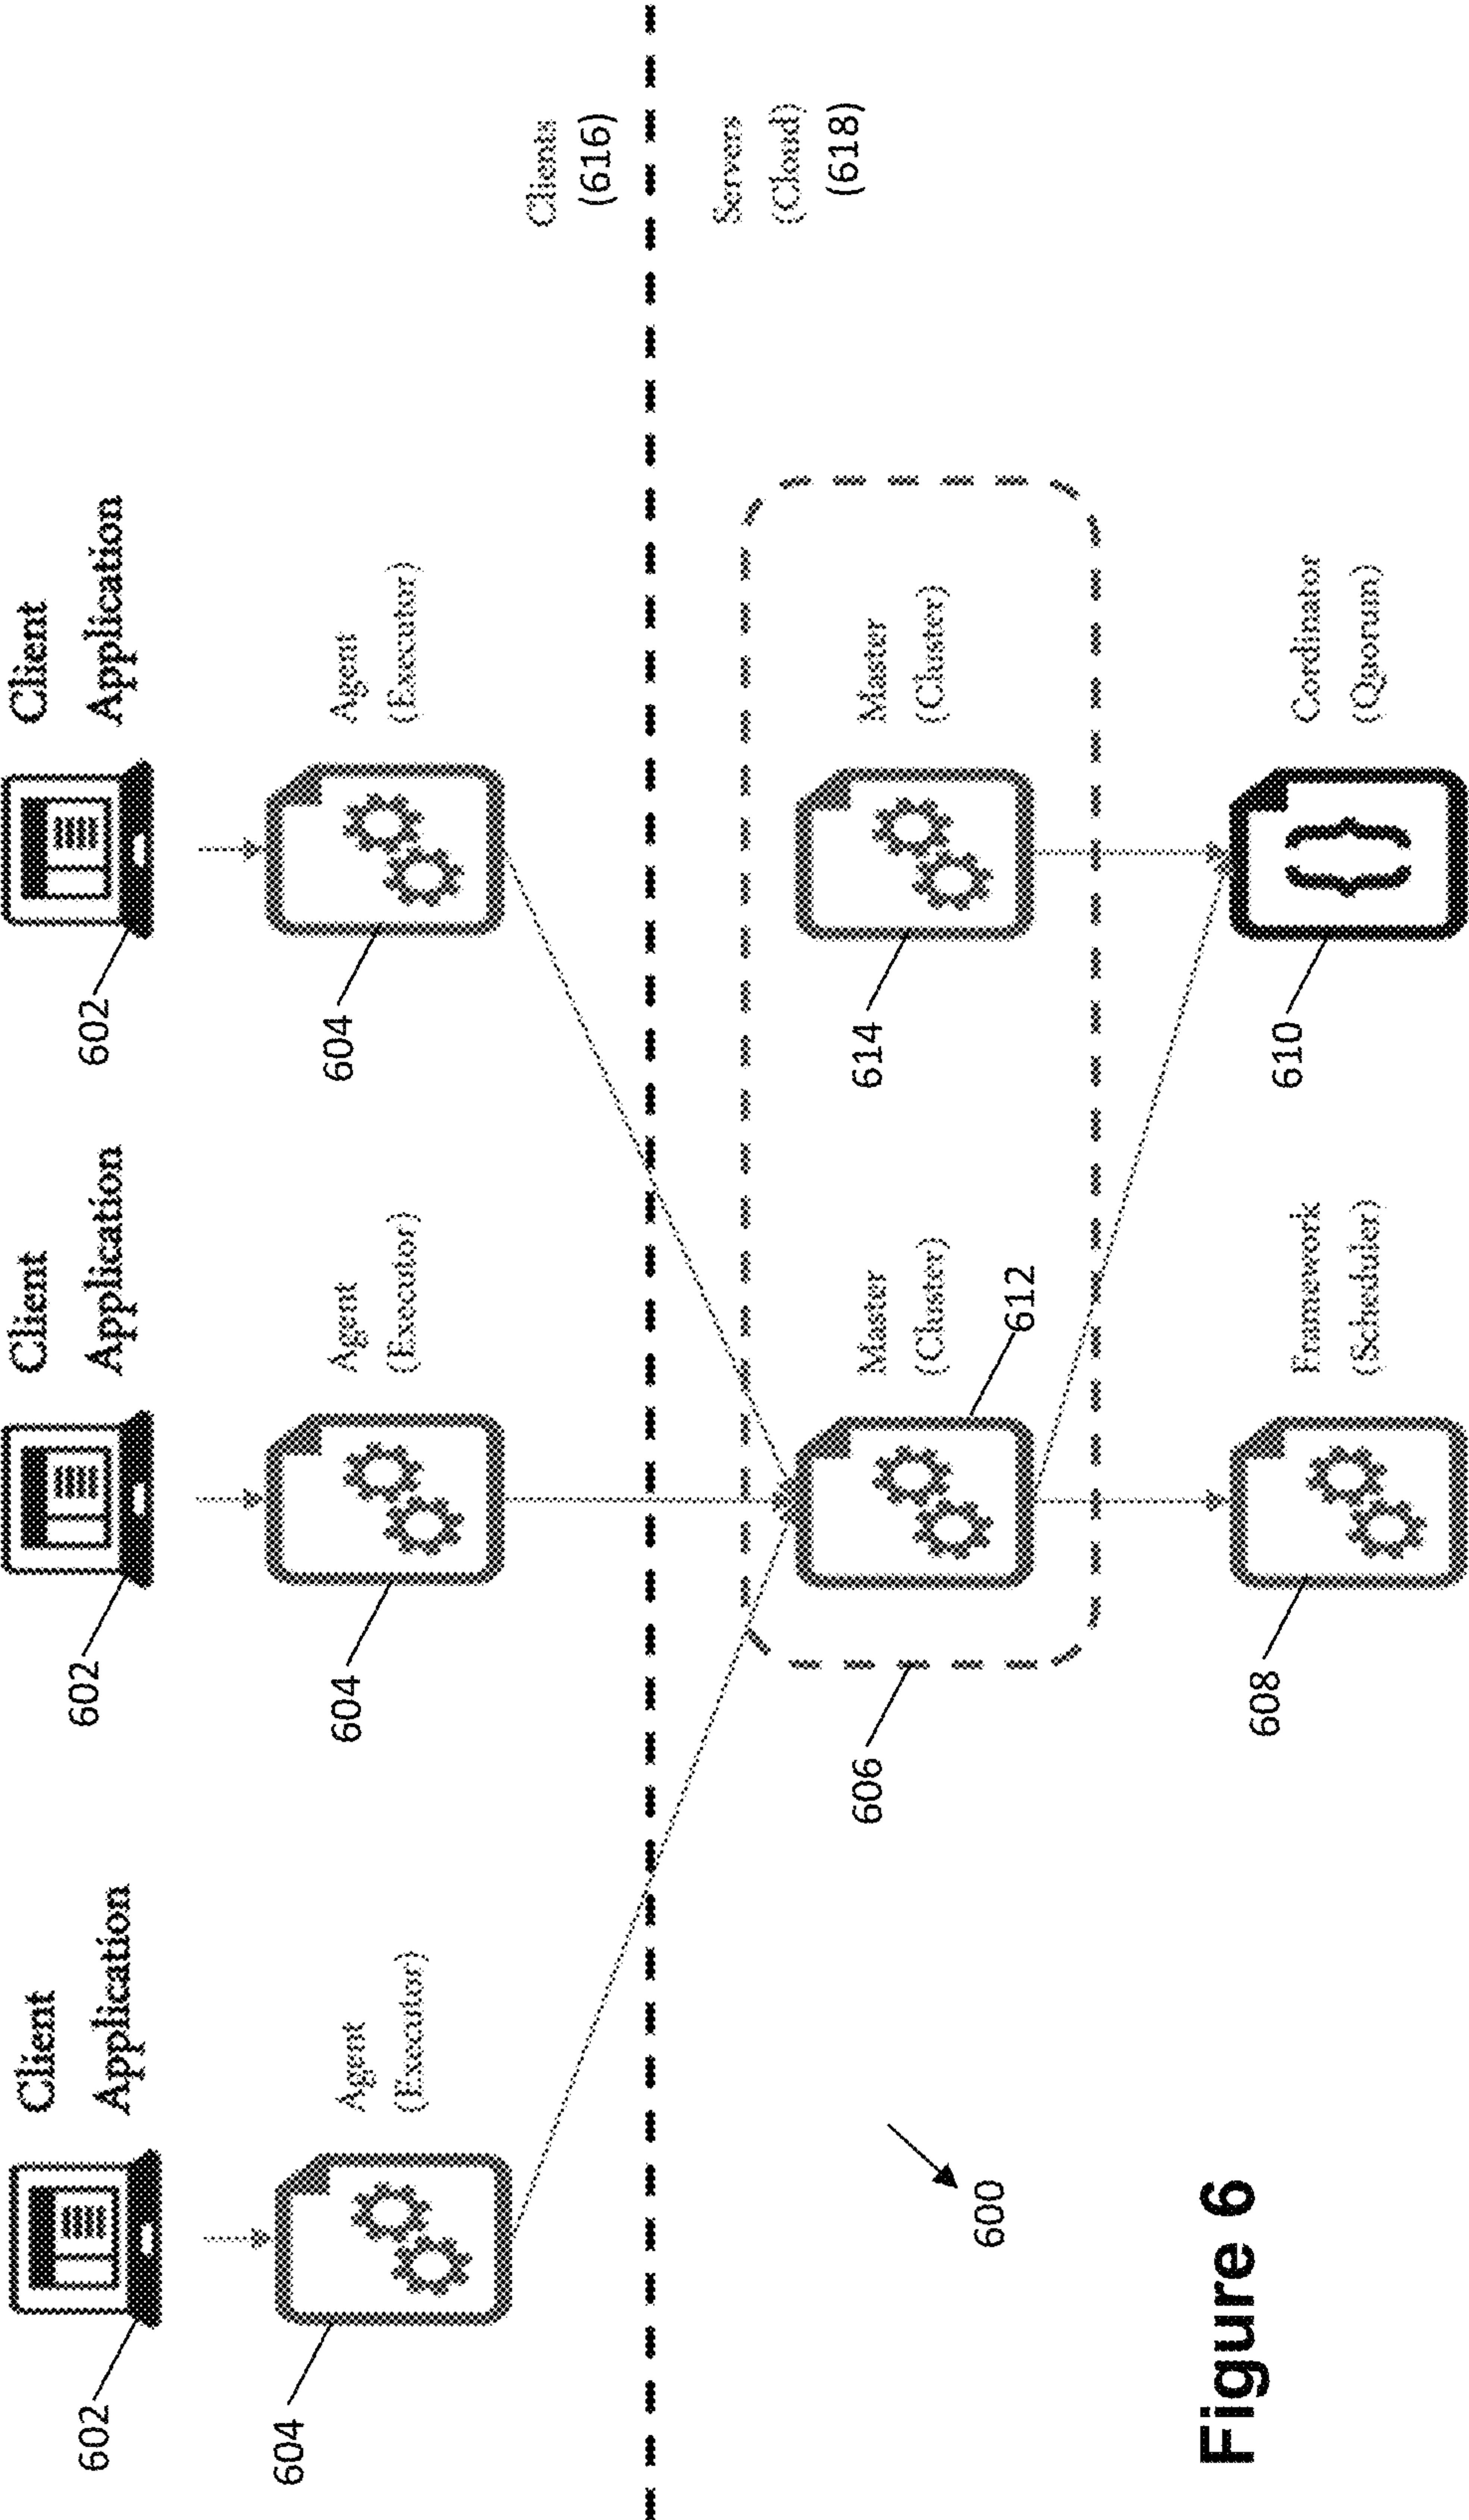 Client
Application
602
Client
Application
602
Client
Application
602
Agent
(Executor)
604
Agent
(Executor)
604
Agent
(Executor)
604
Clients
(616)
Servers
(Cloud)
(618)
606
Master
(Cluster)
612
Master
(Cluster)
614
600
Framework
(Scheduler)
608
Cordinator
(Quorum)
610
Figure 6